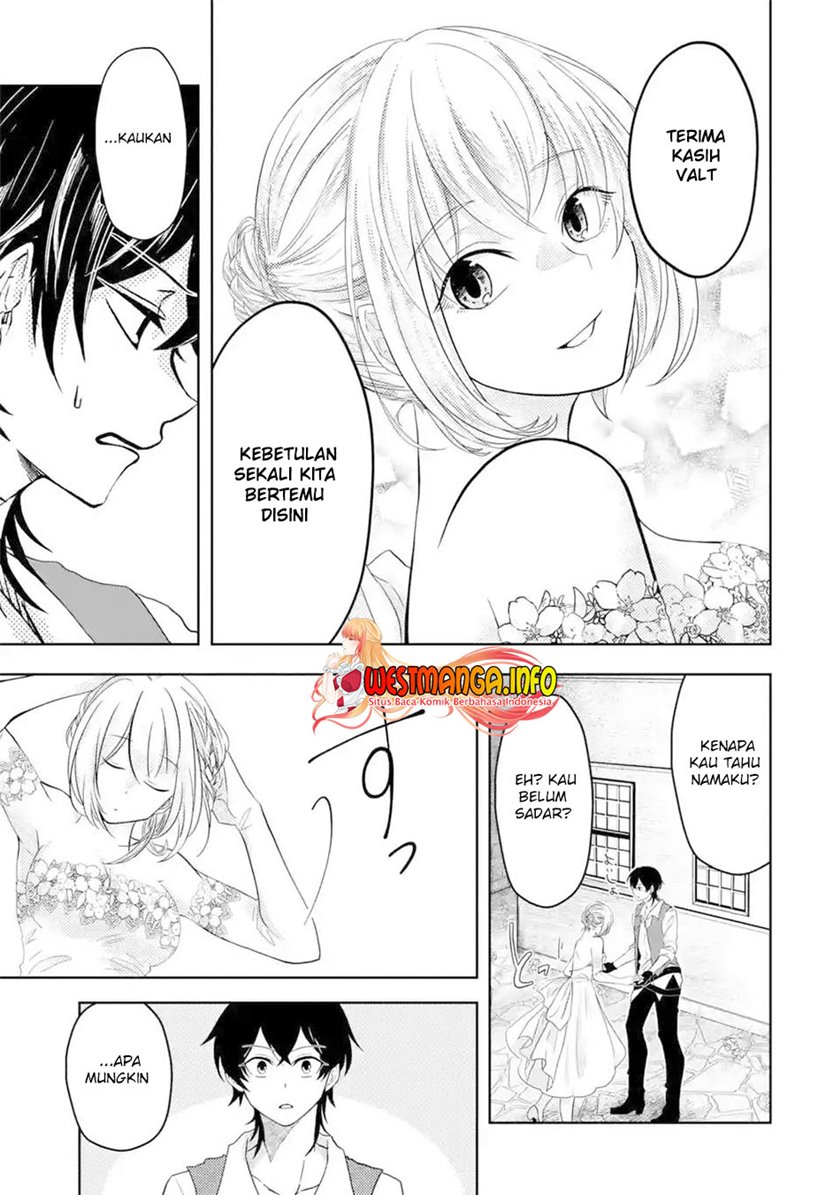 TERIMA
KASIH
VALT
KEBETULAN
SEKALI KITA
BERTEMU
DISINI
...KAUKAN
WESTMANGA.INFO
Situs Baca Komik Berbahasa Indonesia
KENAPA
KAU TAHU
NAMAKU?
EH? KAU
BELUM
SADAR?
す
...APA
MUNGKIN